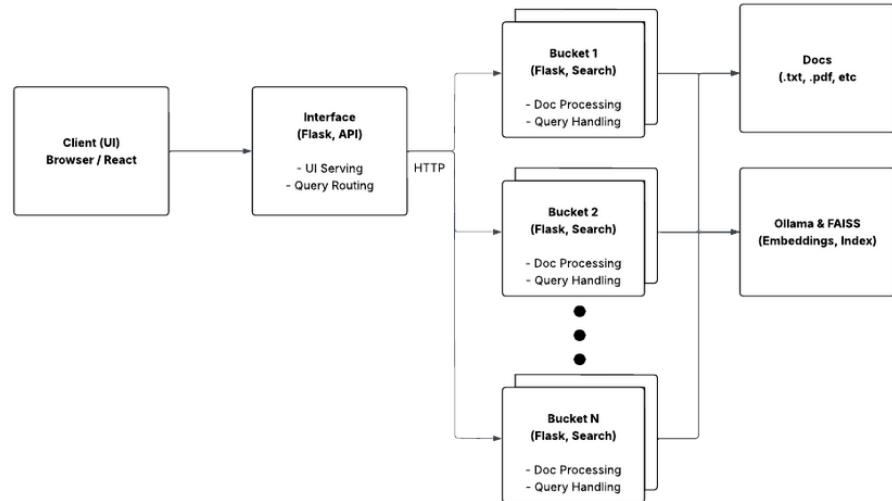 Client (UI)
Browser / React
Interface
(Flask, API)
- UI Serving
- Query Routing
HTTP
Bucket 1
(Flask, Search)
- Doc Processing
- Query Handling
Bucket 2
(Flask, Search)
- Doc Processing
- Query Handling
Bucket N
(Flask, Search)
- Doc Processing
- Query Handling
Docs
(.txt, .pdf, etc
Ollama & FAISS
(Embeddings, Index)